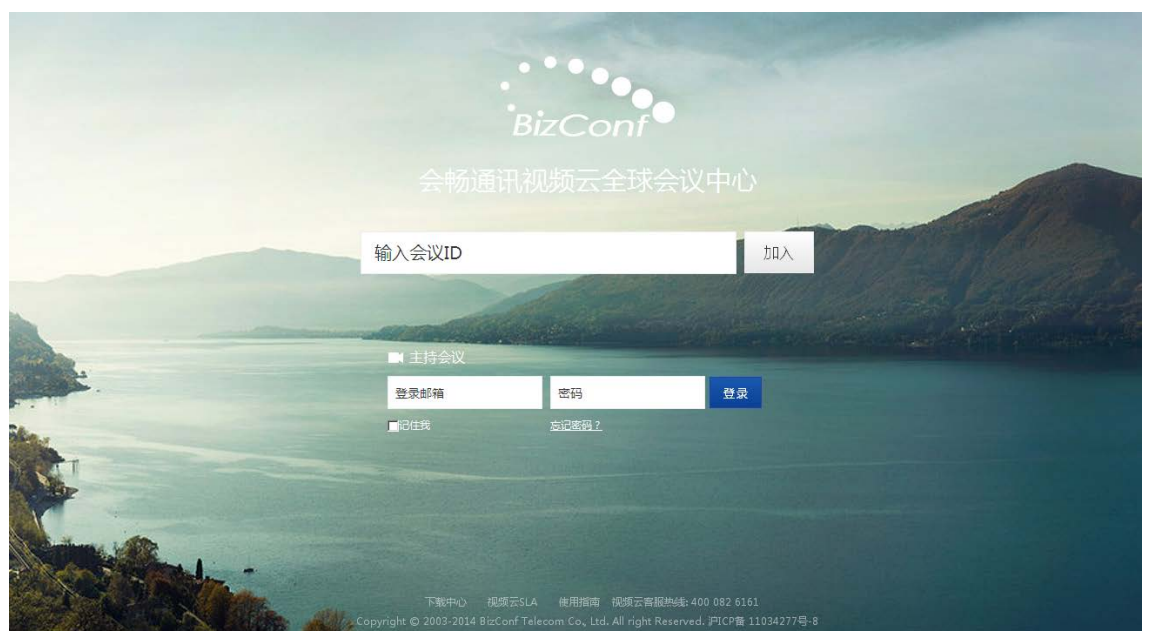 BizConf
会畅通讯视频云全球会议中心
输入会议ID 加入
主持会议
登录邮箱 密码 登录
记住我 忘记密码？
下载中心 视频云SLA 使用指南 视频云客服热线: 400 082 6161
Copyright © 2003-2014 BizConf Telecom Co., Ltd. All right Reserved. 沪ICP备 11034277号-8